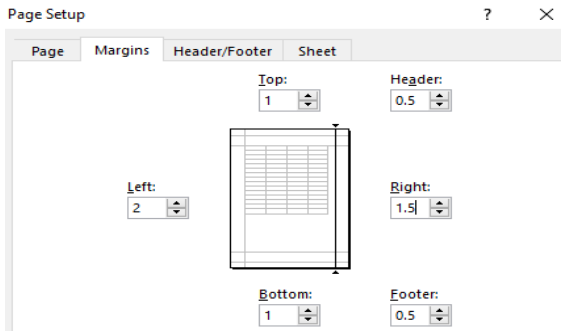 Page Setup ? ×
Page Margins Header/Footer Sheet
Top: Header:
1 0.5
Left: Right:
2 1.5
Bottom: Footer:
1 0.5